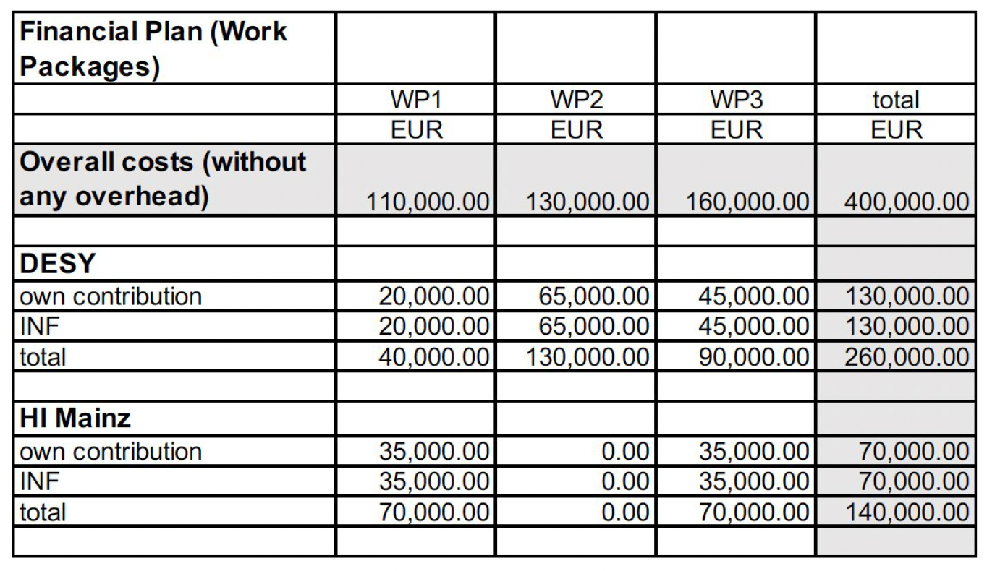 Financial Plan (Work
Packages)
WP1 WP2 WP3 total
EUR EUR EUR EUR
Overall costs (without
any overhead) 110,000.00 130,000.00 160,000.00 400,000.00
DESY
own contribution 20,000.00 65,000.00 45,000.00 130,000.00
INF 20,000.00 65,000.00 45,000.00 130,000.00
total 40,000.00 130,000.00 90,000.00 260,000.00
HI Mainz
own contribution 35,000.00 0.00 35,000.00 70,000.00
INF 35,000.00 0.00 35,000.00 70,000.00
total 70,000.00 0.00 70,000.00 140,000.00